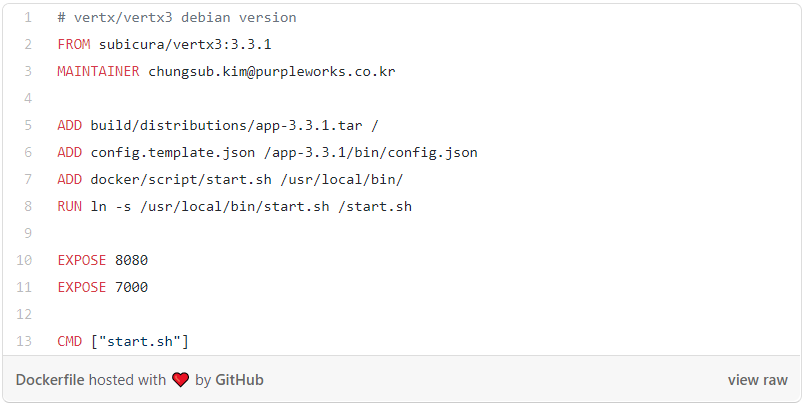 1 # vertx/vertx3 debian version
2 FROM subicura/vertx3:3.3.1
3 MAINTAINER chungsub.kim@purpleworks.co.kr
4
5 ADD build/distributions/app-3.3.1.tar /
6 ADD config.template.json /app-3.3.1/bin/config.json
7 ADD docker/script/start.sh /usr/local/bin/
8 RUN ln -s /usr/local/bin/start.sh /start.sh
9
10 EXPOSE 8080
11 EXPOSE 7000
12
13 CMD ["start.sh"]
Dockerfile hosted with ❤ by GitHub view raw